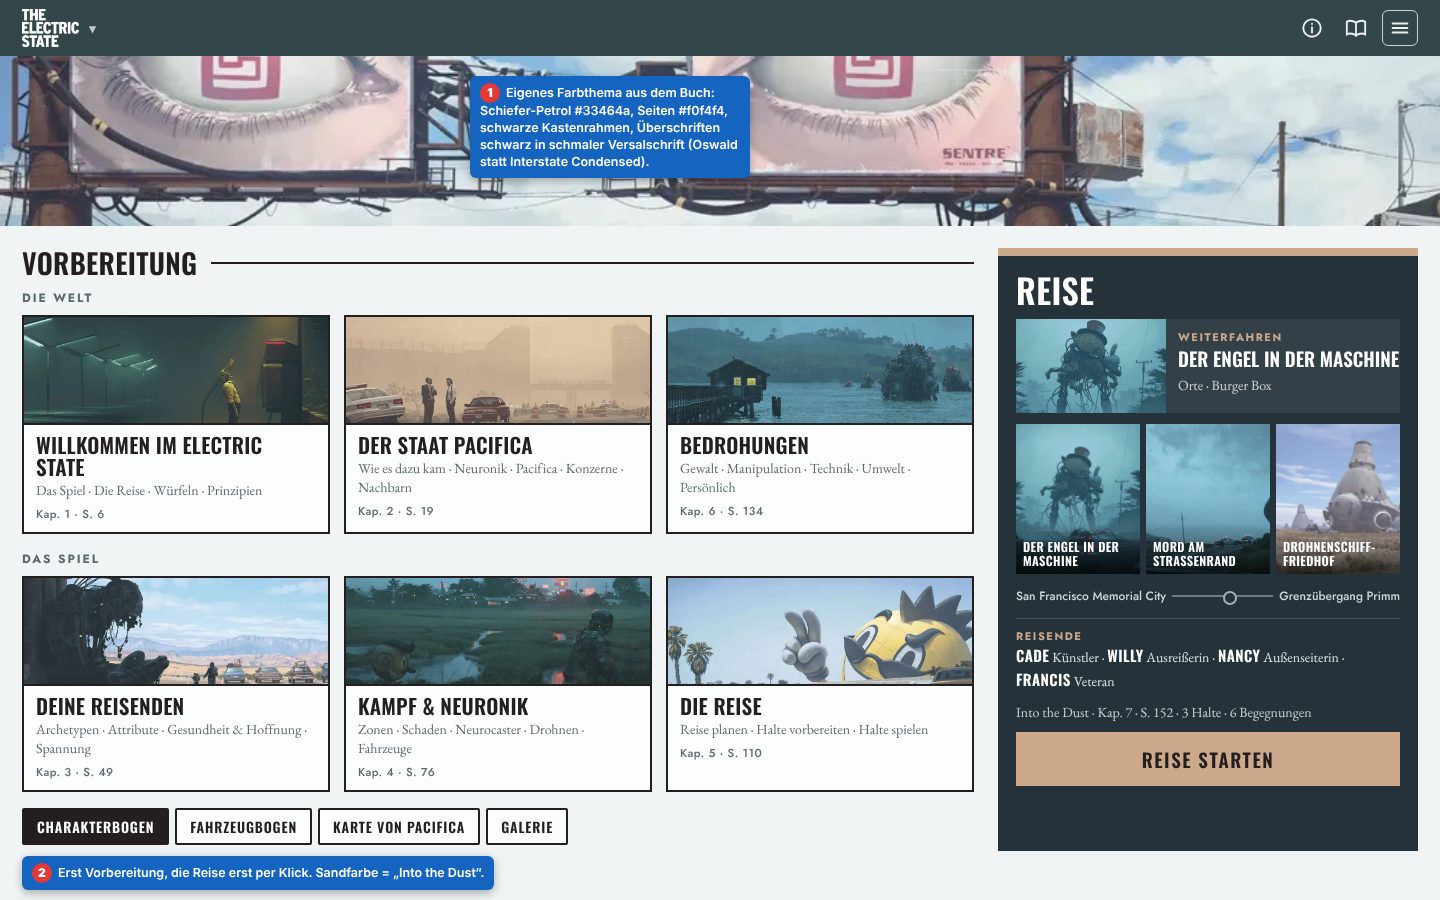 THE
ELECTRIC
STATE
1 Eigenes Farbthema aus dem Buch:
Schiefer-Petrol #33464a, Seiten #f0f4f4,
schwarze Kastenrahmen, Überschriften
schwarz in schmaler Versalschrift (Oswald
statt Interstate Condensed).
SENTRE
VORBEREITUNG
DIE WELT
WILLKOMMEN IM ELECTRIC
STATE
Das Spiel · Die Reise · Würfeln · Prinzipien
Kap. 1 · S. 6
DER STAAT PACIFICA
Wie es dazu kam · Neuronik · Pacifica · Konzerne ·
Nachbarn
Kap. 2 · S. 19
BEDROHUNGEN
Gewalt · Manipulation · Technik · Umwelt ·
Persönlich
Kap. 6 · S. 134
DAS SPIEL
DEINE REISENDEN
Archetypen · Attribute · Gesundheit & Hoffnung ·
Spannung
Kap. 3 · S. 49
KAMPF & NEURONIK
Zonen · Schaden · Neurocaster · Drohnen ·
Fahrzeuge
Kap. 4 · S. 76
DIE REISE
Reise planen · Halte vorbereiten · Halte spielen
Kap. 5 · S. 110
CHARAKTERBOGEN
FAHRZEUGBOGEN
KARTE VON PACIFICA
GALERIE
2 Erst Vorbereitung, die Reise erst per Klick. Sandfarbe = „Into the Dust“.
REISE
WEITERFAHREN
DER ENGEL IN DER MASCHINE
Orte · Burger Box
DER ENGEL IN DER
MASCHINE
MORD AM
STRASSENRAND
DROHNENSCHIFF-
FRIEDHOF
San Francisco Memorial City
Grenzübergang Primm
REISENDE
CADE Künstler · WILLY Ausreißerin · NANCY Außenseiterin ·
FRANCIS Veteran
Into the Dust · Kap. 7 · S. 152 · 3 Halte · 6 Begegnungen
REISE STARTEN